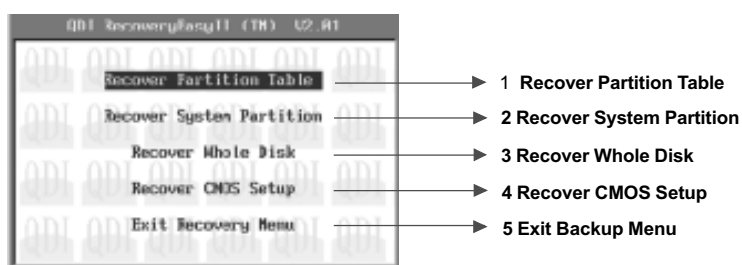 QDI RecoveryEasyII (TM) V2.01
Recover Partition Table
Recover System Partition
Recover Whole Disk
Recover CMOS Setup
Exit Recovery Menu
1 Recover Partition Table
2 Recover System Partition
3 Recover Whole Disk
4 Recover CMOS Setup
5 Exit Backup Menu